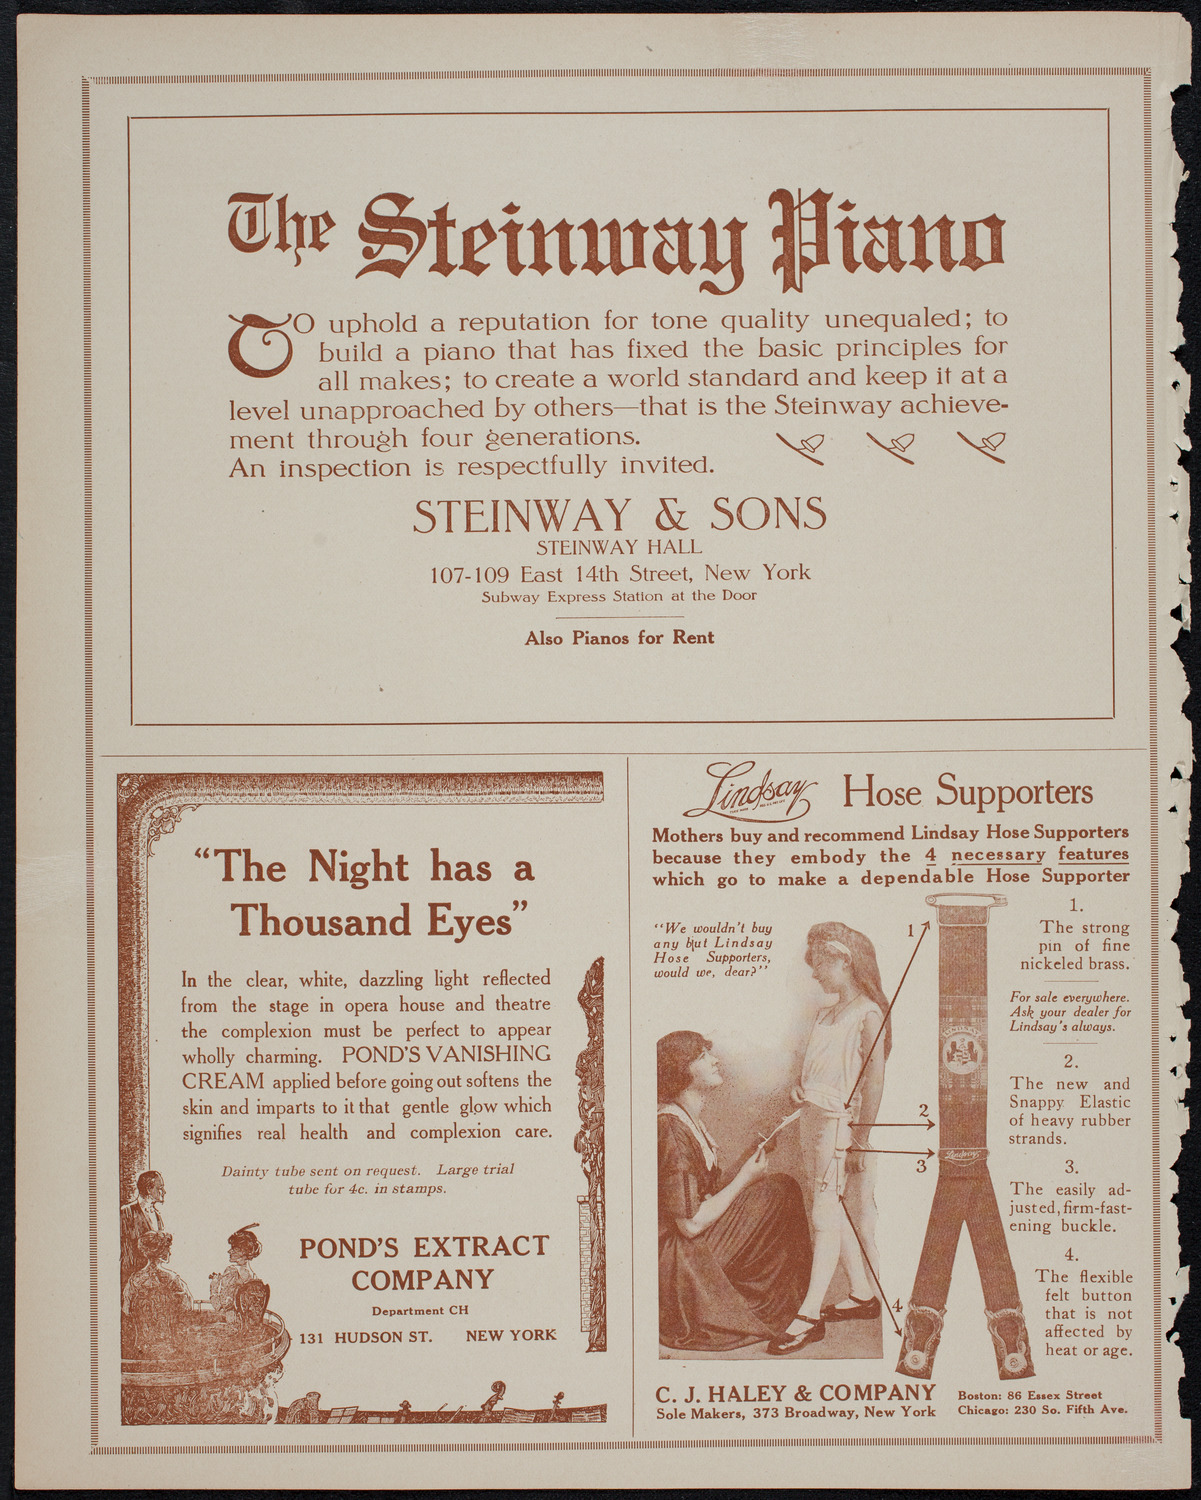 The Steinway Piano
TO uphold a reputation for tone quality unequaled; to
build a piano that has fixed the basic principles for
all makes; to create a world standard and keep it at a
level unapproached by others—that is the Steinway achieve-
ment through four generations.
An inspection is respectfully invited.
STEINWAY & SONS
STEINWAY HALL
107-109 East 14th Street, New York
Subway Express Station at the Door
Also Pianos for Rent
“The Night has a
Thousand Eyes”
In the clear, white, dazzling light reflected
from the stage in opera house and theatre
the complexion must be perfect to appear
wholly charming. POND'S VANISHING
CREAM applied before going out softens the
skin and imparts to it that gentle glow which
signifies real health and complexion care.
Dainty tube sent on request. Large trial
tube for 4c. in stamps.
POND'S EXTRACT
COMPANY
Department CH
131 HUDSON ST. NEW YORK
Lindsay Hose Supporters
Mothers buy and recommend Lindsay Hose Supporters
because they embody the 4 necessary features
which go to make a dependable Hose Supporter
“We wouldn't buy
any but Lindsay
Hose Supporters,
would we, dear?”
1
2
3
4
LINDSAY
Lindsay
1.
The strong
pin of fine
nickeled brass.
For sale everywhere.
Ask your dealer for
Lindsay's always.
2.
The new and
Snappy Elastic
of heavy rubber
strands.
3.
The easily ad-
justed, firm-fast-
ening buckle.
4.
The flexible
felt button
that is not
affected by
heat or age.
C. J. HALEY & COMPANY
Sole Makers, 373 Broadway, New York
Boston: 86 Essex Street
Chicago: 230 So. Fifth Ave.